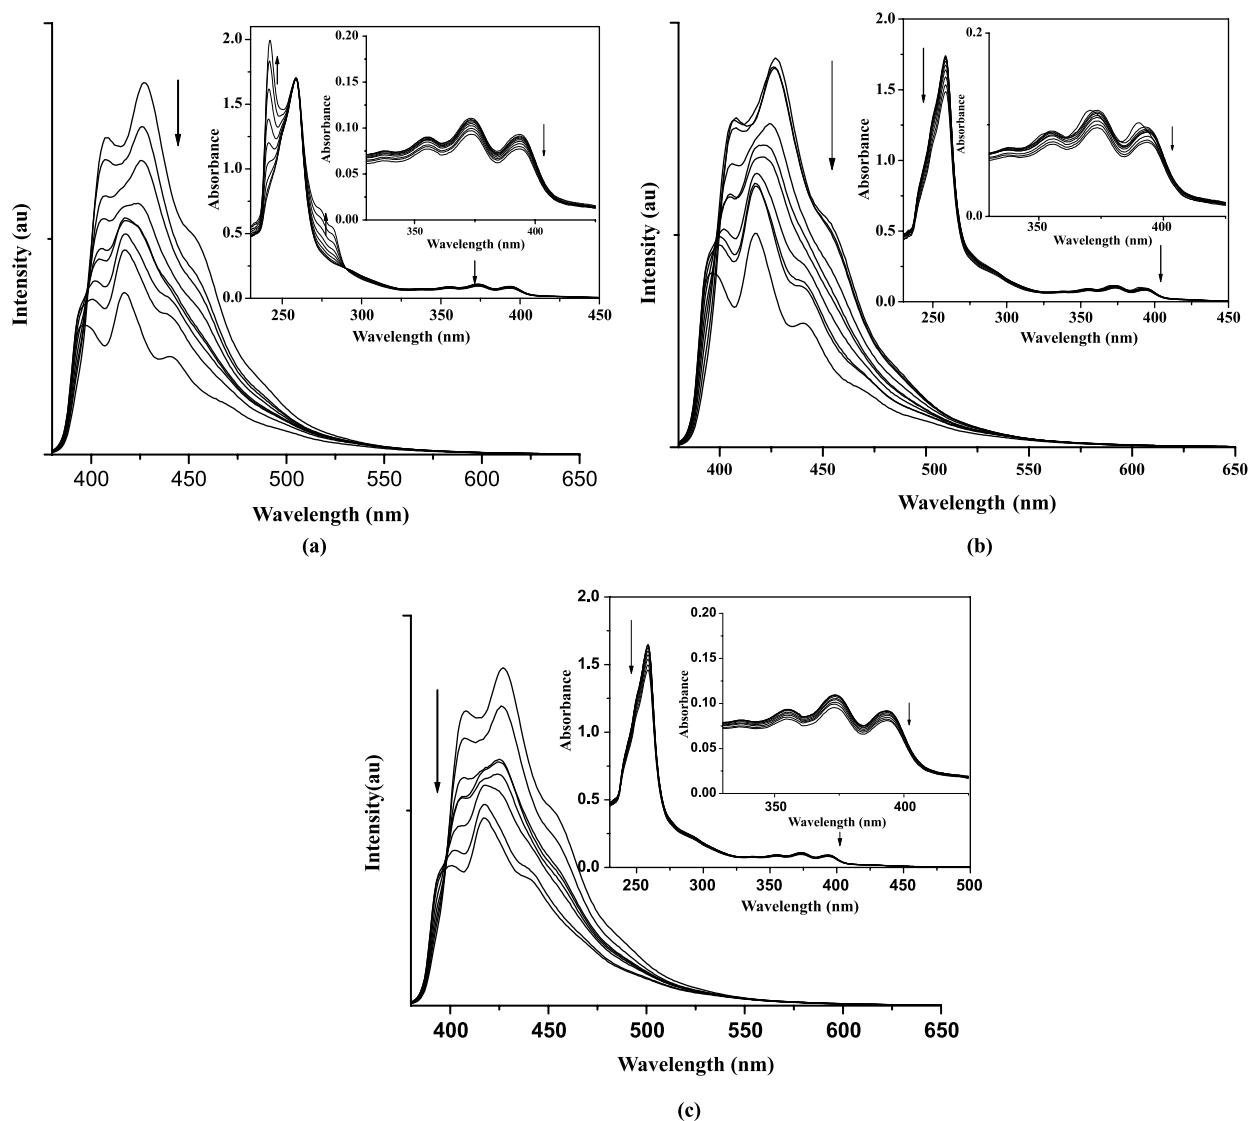 Intensity (au)
400 450 500 550 600 650
Wavelength (nm)
Absorbance
2.0
1.5
1.0
0.5
0.0
250 300 350 400 450
Wavelength (nm)
Absorbance
0.20
0.15
0.10
0.05
0.00
350 400
Wavelength (nm)
(a)
Intensity (au)
400 450 500 550 600 650
Wavelength (nm)
Absorbance
2.0
1.5
1.0
0.5
0.0
250 300 350 400 450
Wavelength (nm)
Absorbance
0.2
0.0
350 400
Wavelength (nm)
(b)
Intensity(au)
400 450 500 550 600 650
Wavelength (nm)
Absorbance
2.0
1.5
1.0
0.5
0.0
250 300 350 400 450 500
Wavelength (nm)
Absorbance
0.20
0.15
0.10
0.05
0.00
350 400
Wavelength (nm)
(c)